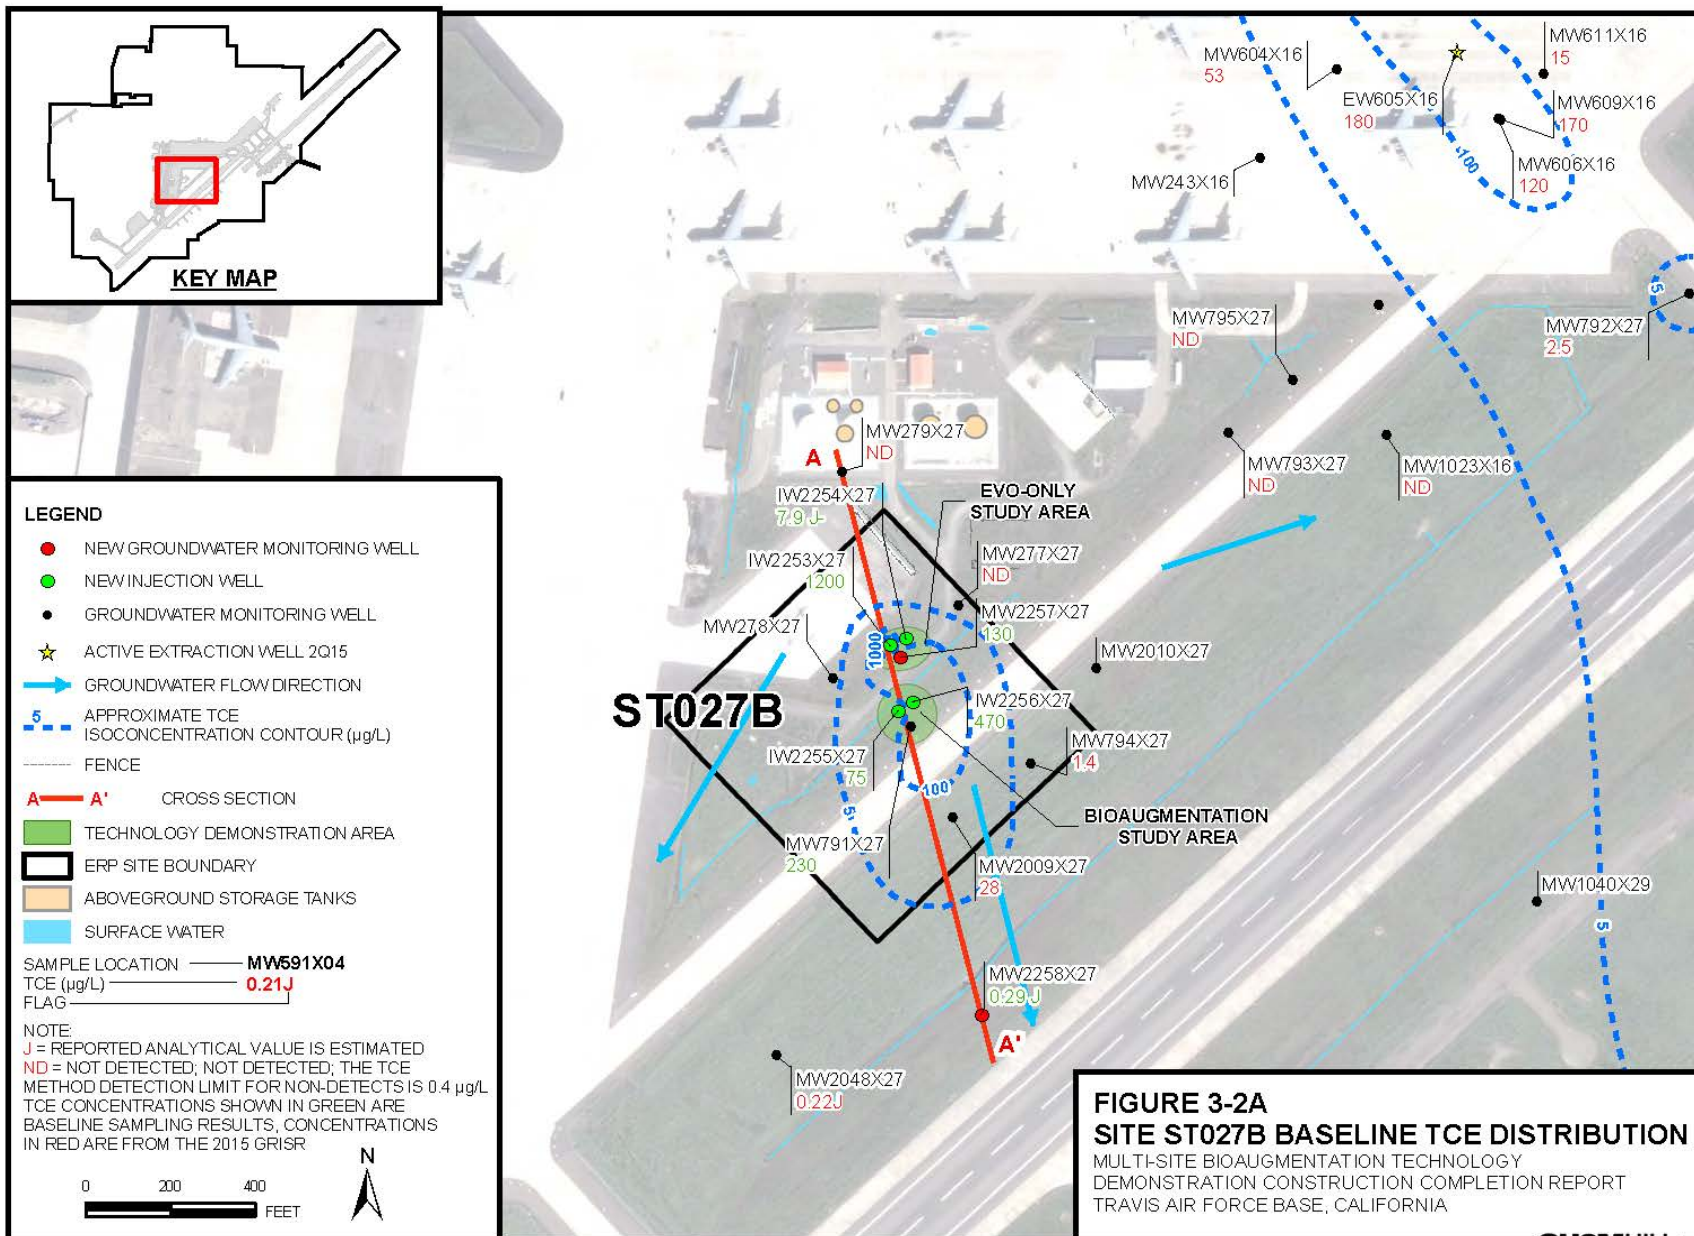 KEY MAP
MW604X16
53
MW611X16
15
EW605X16
180
MW609X16
170
MW606X16
120
100
MW243X16
MW795X27
ND
5
MW792X27
2.5
MW279X27
ND
A
IW2254X27
7.9 J-
EVO-ONLY
STUDY AREA
MW793X27
ND
MW1023X16
ND
IW2253X27
1200
MW277X27
ND
MW2257X27
130
MW278X27
1000
MW2010X27
ST027B
IW2256X27
470
MW794X27
1.4
IW2255X27
75
100
5
BIOAUGMENTATION
STUDY AREA
MW791X27
230
MW2009X27
28
MW1040X29
5
MW2258X27
0.29 J
A'
MW2048X27
0.22J
LEGEND
NEW GROUNDWATER MONITORING WELL
NEW INJECTION WELL
GROUNDWATER MONITORING WELL
ACTIVE EXTRACTION WELL 2Q15
GROUNDWATER FLOW DIRECTION
5 APPROXIMATE TCE
ISOCONCENTRATION CONTOUR (µg/L)
FENCE
A A' CROSS SECTION
TECHNOLOGY DEMONSTRATION AREA
ERP SITE BOUNDARY
ABOVEGROUND STORAGE TANKS
SURFACE WATER
SAMPLE LOCATION MW591X04
TCE (µg/L) 0.21J
FLAG
NOTE:
J = REPORTED ANALYTICAL VALUE IS ESTIMATED
ND = NOT DETECTED; NOT DETECTED; THE TCE
METHOD DETECTION LIMIT FOR NON-DETECTS IS 0.4 µg/L
TCE CONCENTRATIONS SHOWN IN GREEN ARE
BASELINE SAMPLING RESULTS, CONCENTRATIONS
IN RED ARE FROM THE 2015 GRISR
N
0 200 400
FEET
FIGURE 3-2A
SITE ST027B BASELINE TCE DISTRIBUTION
MULTI-SITE BIOAUGMENTATION TECHNOLOGY
DEMONSTRATION CONSTRUCTION COMPLETION REPORT
TRAVIS AIR FORCE BASE, CALIFORNIA